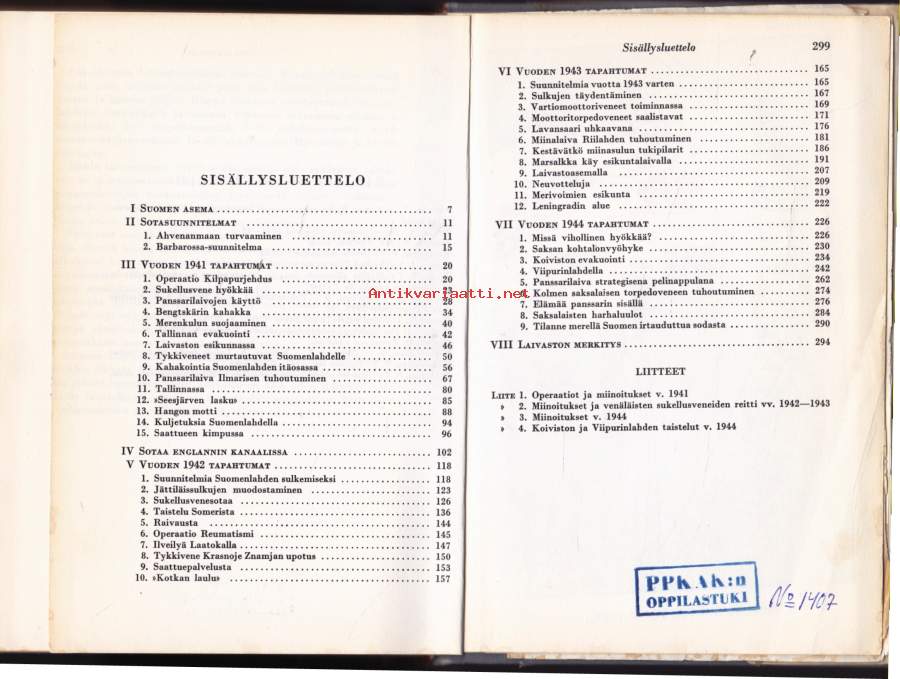 SISÄLLYSLUETTELO
I SUOMEN ASEMA 7
II SOTASUUNNITELMAT 11
1. Ahvenanmaan turvaaminen 11
2. Barbarossa-suunnitelma 15
III VUODEN 1941 TAPAHTUMAT 20
1. Operaatio Kilpapurjehdus 20
2. Sukellusvene hyökkää 23
3. Panssarilaivojen käyttö 28
4. Bengtskärin kahakka 34
5. Merenkulun suojaaminen 40
6. Tallinnan evakuointi 42
7. Laivaston esikunnassa 46
8. Tykkiveneet murtautuvat Suomenlahdelle 50
9. Kahakointia Suomenlahden itäosassa 56
10. Panssarilaiva Ilmarisen tuhoutuminen 67
11. Tallinnassa 80
12. »Seesjärven lasku» 85
13. Hangon motti 88
14. Kuljetuksia Suomenlahdella 94
15. Saattueen kimpussa 96
IV SOTAA ENGLANNIN KANAALISSA 102
V VUODEN 1942 TAPAHTUMAT 118
1. Suunnitelmia Suomenlahden sulkemiseksi 118
2. Jättiläissulkujen muodostaminen 123
3. Sukellusvenesotaa 126
4. Taistelu Somerista 136
5. Raivausta 144
6. Operaatio Reumatismi 145
7. Ilveilyä Laatokalla 147
8. Tykkivene Krasnoje Znamjan upotus 150
9. Saattuepalvelusta 153
10. »Kotkan laulu» 157
Antikvariaatti.net
Sisällysluettelo 299
VI VUODEN 1943 TAPAHTUMAT 165
1. Suunnitelmia vuotta 1943 varten 165
2. Sulkujen täydentäminen 167
3. Vartiomoottoriveneet toiminnassa 169
4. Moottoritorpedoveneet saalistavat 171
5. Lavansaari uhkaavana 176
6. Miinalaiva Riilahden tuhoutuminen 181
7. Kestävätkö miinasulun tukipilarit 186
8. Marsalkka käy esikuntalaivalla 191
9. Laivastoasemalla 207
10. Neuvotteluja 209
11. Merivoimien esikunta 219
12. Leningradin alue 222
VII VUODEN 1944 TAPAHTUMAT 226
1. Missä vihollinen hyökkää? 226
2. Saksan kohtalonvyöhyke 230
3. Koiviston evakuointi 234
4. Viipurinlahdella 242
5. Panssarilaiva strategisena pelinappulana 262
6. Kolmen saksalaisen torpedoveneen tuhoutuminen 274
7. Elämää panssarin sisällä 276
8. Saksalaisten harhaluulot 284
9. Tilanne merellä Suomen irtauduttua sodasta 290
VIII LAIVASTON MERKITYS 294
LIITTEET
LIITE 1. Operaatiot ja miinoitukset v. 1941
» 2. Miinoitukset ja venäläisten sukellusveneiden reitti vv. 1942—1943
» 3. Miinoitukset v. 1944
» 4. Koiviston ja Viipurinlahden taistelut v. 1944
PPKAK:n
OPPILASTUKI
No 1407